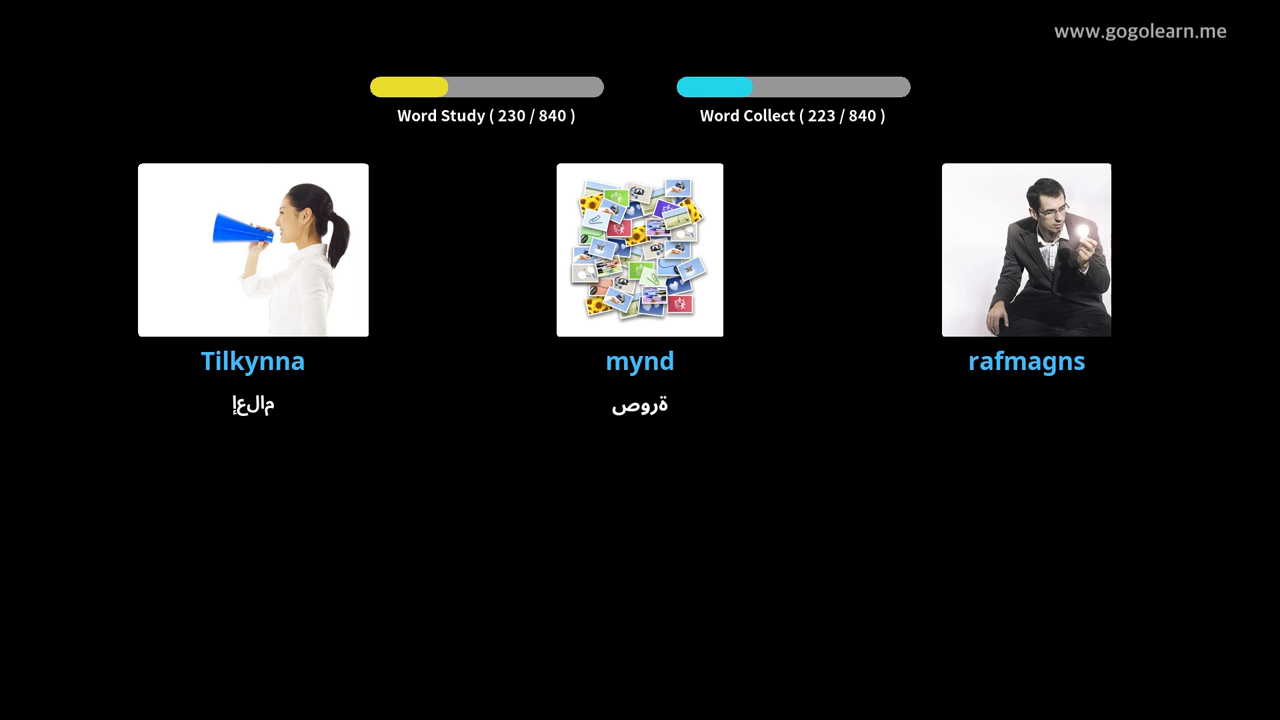 www.gogolearn.me
Word Study ( 230 / 840 )
Word Collect ( 223 / 840 )
Tilkynna
إعلام
mynd
صورة
rafmagns